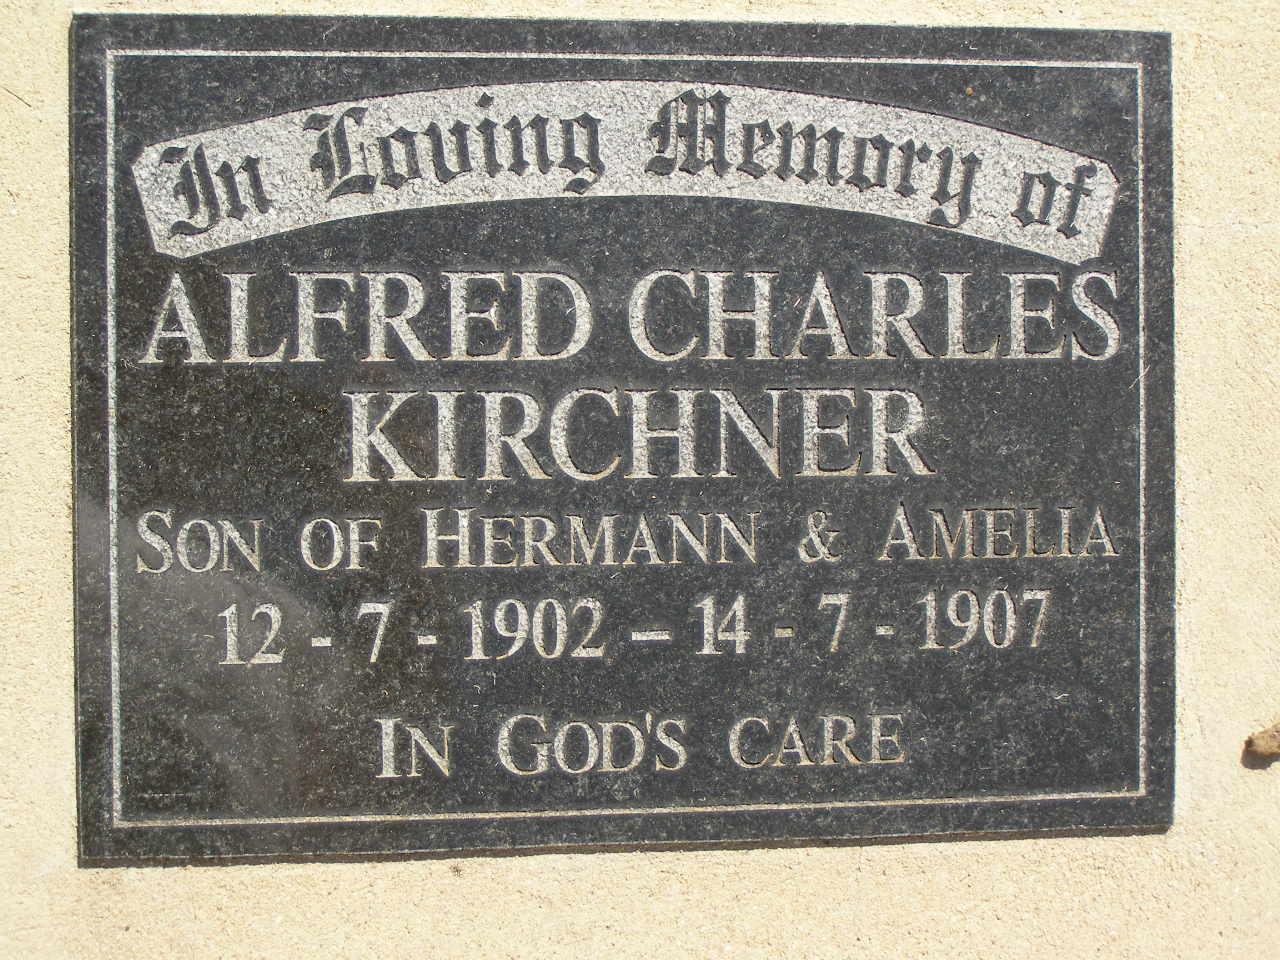 In Loving Memory of
ALFRED CHARLES
KIRCHNER
SON OF HERMANN & AMELIA
12 - 7 - 1902 – 14 - 7 - 1907
IN GOD'S CARE